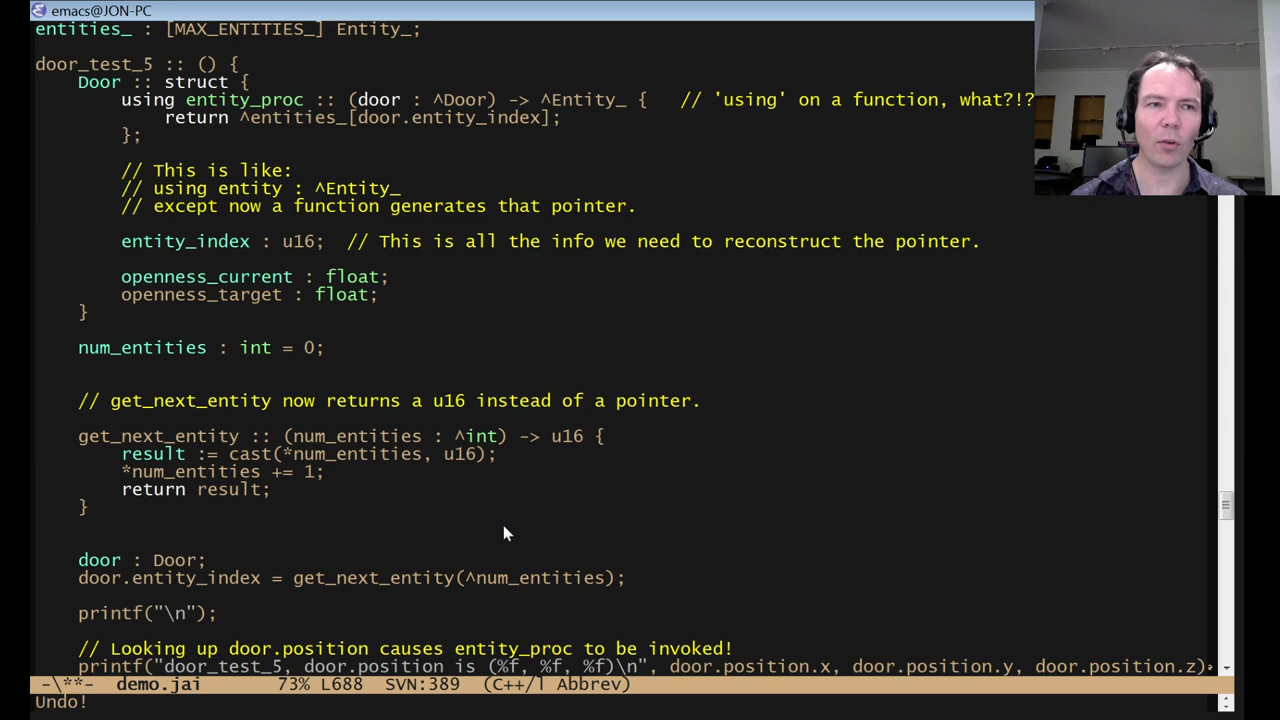 emacs@JON-PC
entities_ : [MAX_ENTITIES_] Entity_;
door_test_5 :: () {
Door :: struct {
using entity_proc :: (door : ^Door) -> ^Entity_ {   // 'using' on a function, what?!?
return ^entities_[door.entity_index];
};
// This is like:
// using entity : ^Entity_
// except now a function generates that pointer.
entity_index : u16;  // This is all the info we need to reconstruct the pointer.
openness_current : float;
openness_target : float;
}
num_entities : int = 0;
// get_next_entity now returns a u16 instead of a pointer.
get_next_entity :: (num_entities : ^int) -> u16 {
result := cast(*num_entities, u16);
*num_entities += 1;
return result;
}
door : Door;
door.entity_index = get_next_entity(^num_entities);
printf("\n");
// Looking up door.position causes entity_proc to be invoked!
printf("door_test_5, door.position is (%f, %f, %f)\n", door.position.x, door.position.y, door.position.z)
-\**-  demo.jai       73% L688   SVN:389  (C++/l Abbrev)
Undo!